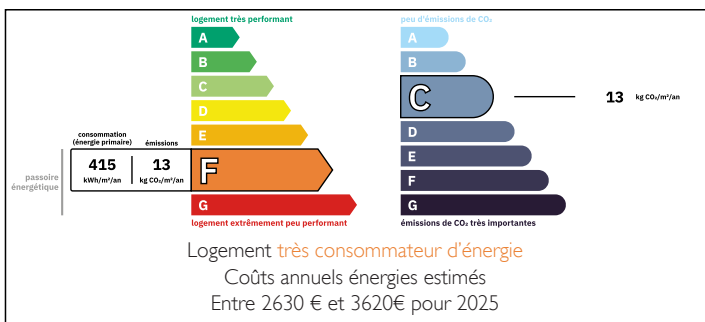 logement très performant
A
B
C
D
E
consommation
(énergie primaire)
émissions
passoire
énergétique
415
kWh/m²/an
13
kg CO₂/m²/an
F
G
logement extrêmement peu performant
peu d'émissions de CO₂
A
B
C
13 kg CO₂/m²/an
D
E
F
G
émissions de CO₂ très importantes
Logement très consommateur d'énergie
Coûts annuels énergies estimés
Entre 2630 € et 3620€ pour 2025